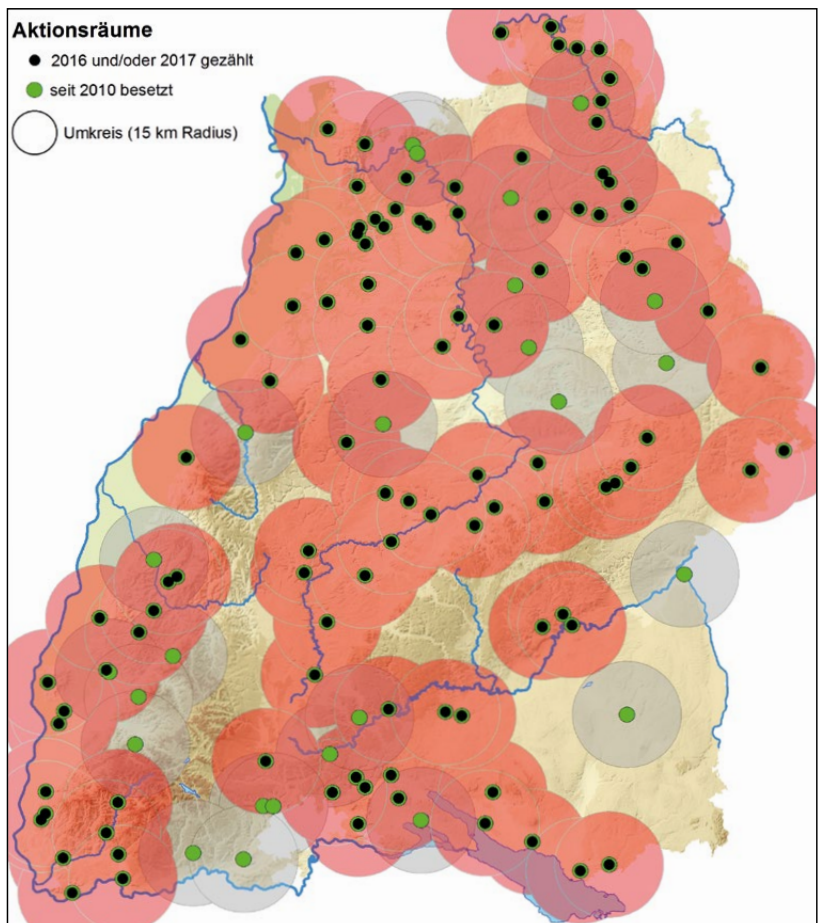 Aktionsräume
2016 und/oder 2017 gezählt
seit 2010 besetzt
Umkreis (15 km Radius)